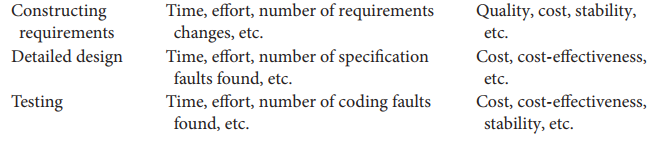 Constructing requirements Time, effort, number of requirements changes, etc. Quality, cost, stability, etc.
Detailed design Time, effort, number of specification faults found, etc. Cost, cost-effectiveness, etc.
Testing Time, effort, number of coding faults found, etc. Cost, cost-effectiveness, stability, etc.